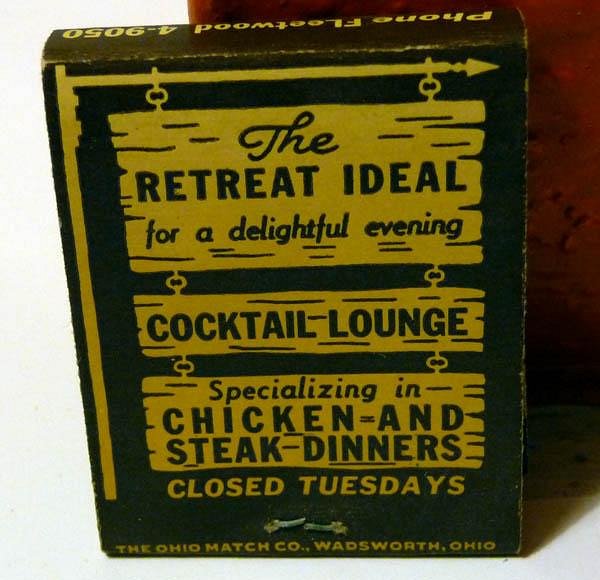 Phone FLeetwood 4-9050
The
RETREAT IDEAL
for a delightful evening
COCKTAIL LOUNGE
Specializing in
CHICKEN AND
STEAK DINNERS
CLOSED TUESDAYS
THE OHIO MATCH CO., WADSWORTH, OHIO